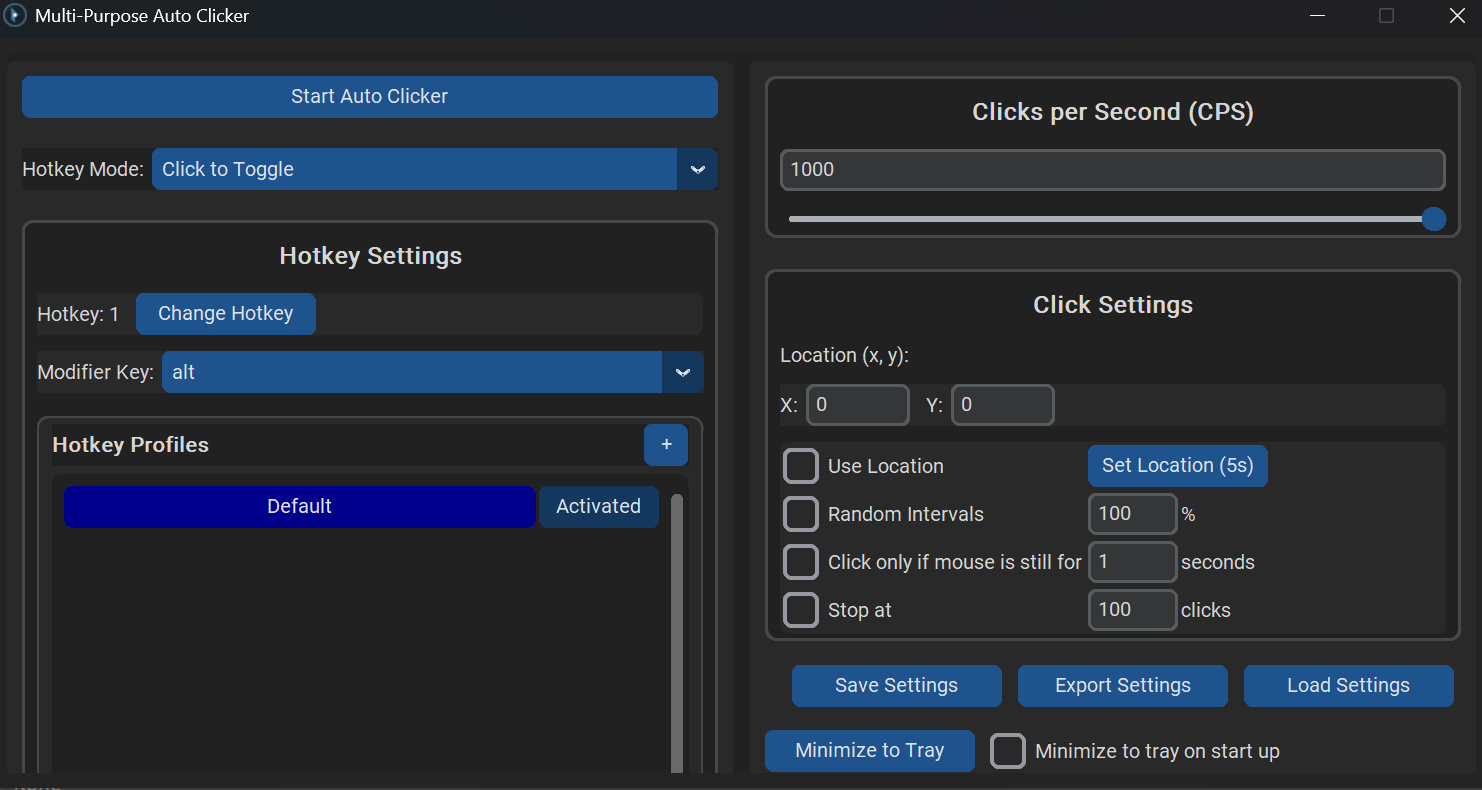 Multi-Purpose Auto Clicker
Start Auto Clicker
Hotkey Mode: Click to Toggle
Hotkey Settings
Hotkey: 1 Change Hotkey
Modifier Key: alt
Hotkey Profiles +
Default Activated
Clicks per Second (CPS)
1000
Click Settings
Location (x, y):
X: 0 Y: 0
Use Location Set Location (5s)
Random Intervals 100 %
Click only if mouse is still for 1 seconds
Stop at 100 clicks
Save Settings Export Settings Load Settings
Minimize to Tray Minimize to tray on start up